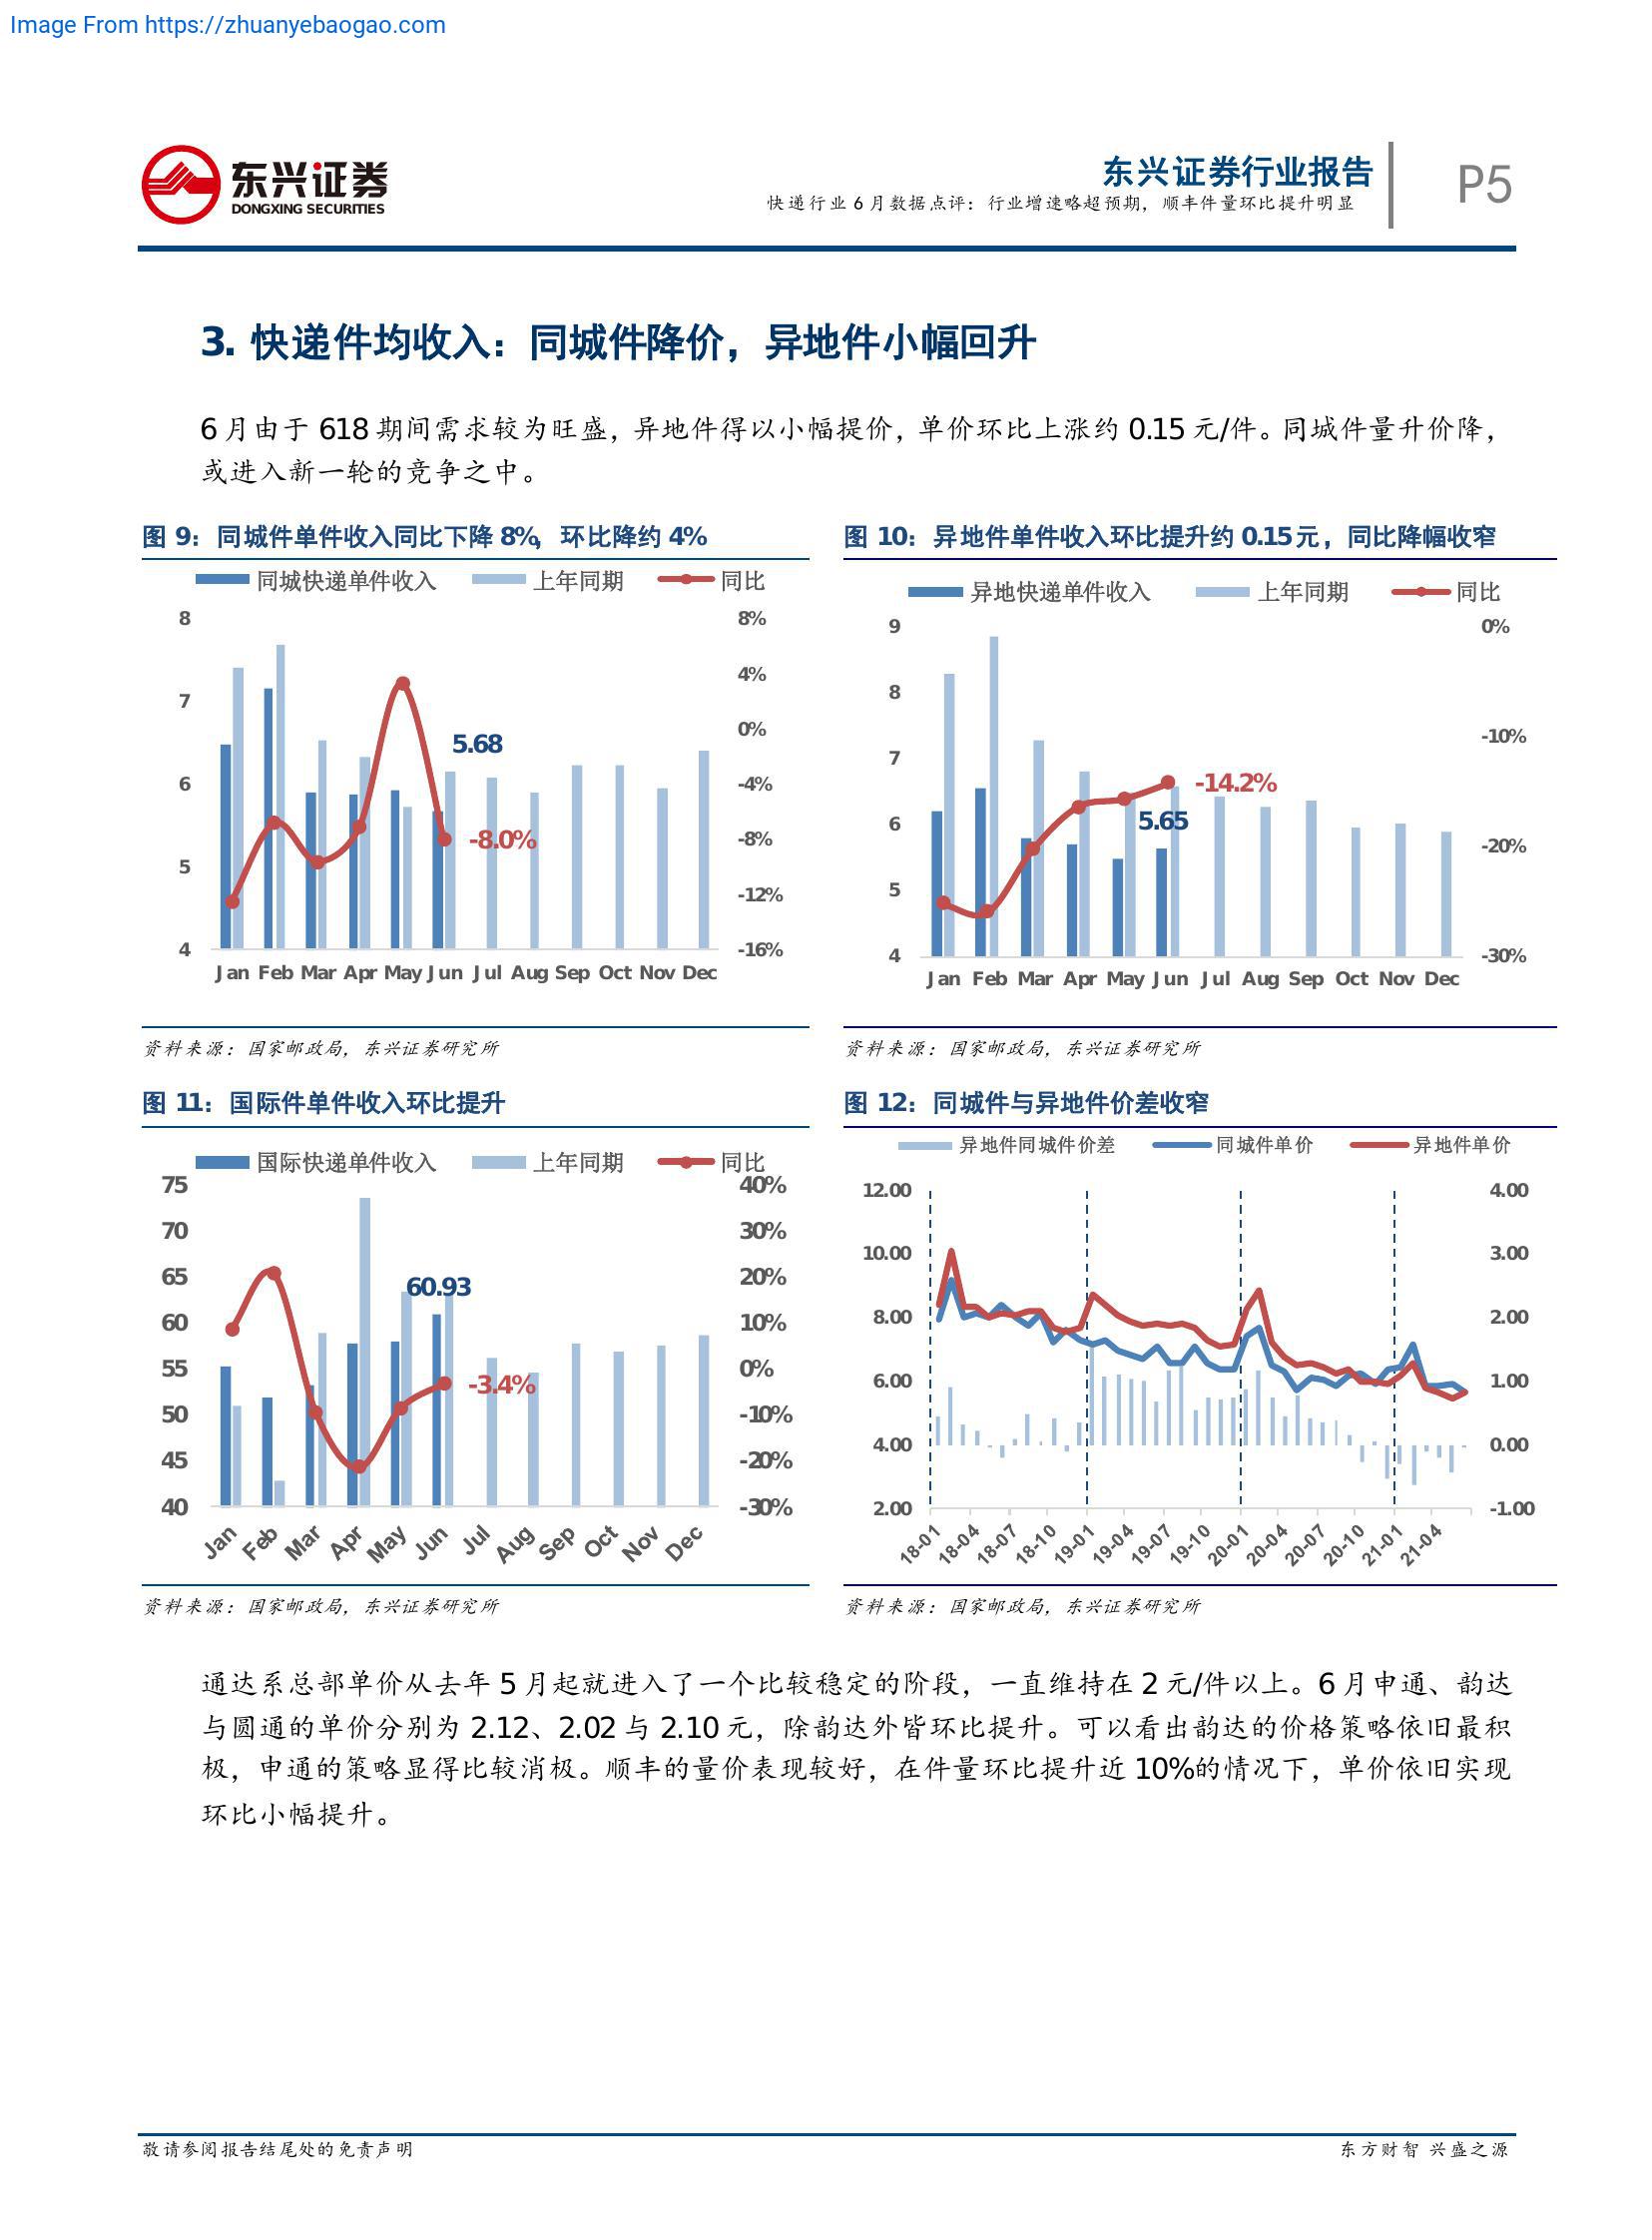 Image From https://zhuanyebaogao.com
东兴证券
DONGXING SECURITIES
东兴证券行业报告
快递行业 6 月数据点评：行业增速略超预期，顺丰件量环比提升明显
P5
3. 快递件均收入：同城件降价，异地件小幅回升
6 月由于 618 期间需求较为旺盛，异地件得以小幅提价，单价环比上涨约 0.15 元/件。同城件量升价降，
或进入新一轮的竞争之中。
图 9：同城件单件收入同比下降 8%，环比降约 4%
同城快递单件收入 上年同期 同比
8 8%
4%
7
0%
5.68
6 -4%
-8.0% -8%
5
-12%
4 -16%
Jan Feb Mar Apr May Jun Jul Aug Sep Oct Nov Dec
资料来源：国家邮政局，东兴证券研究所
图 10：异地件单件收入环比提升约 0.15 元，同比降幅收窄
异地快递单件收入 上年同期 同比
9 0%
8
-10%
7
-14.2%
6 5.65
-20%
5
4 -30%
Jan Feb Mar Apr May Jun Jul Aug Sep Oct Nov Dec
资料来源：国家邮政局，东兴证券研究所
图 11：国际件单件收入环比提升
国际快递单件收入 上年同期 同比
75 40%
70 30%
65 60.93 20%
60 10%
55 0%
-3.4%
50 -10%
45 -20%
40 -30%
Jan Feb Mar Apr May Jun Jul Aug Sep Oct Nov Dec
资料来源：国家邮政局，东兴证券研究所
图 12：同城件与异地件价差收窄
异地件同城件价差 同城件单价 异地件单价
12.00 4.00
10.00 3.00
8.00 2.00
6.00 1.00
4.00 0.00
2.00 -1.00
18-01 18-04 18-07 18-10 19-01 19-04 19-07 19-10 20-01 20-04 20-07 20-10 21-01 21-04
资料来源：国家邮政局，东兴证券研究所
通达系总部单价从去年 5 月起就进入了一个比较稳定的阶段，一直维持在 2 元/件以上。6 月申通、韵达
与圆通的单价分别为 2.12、2.02 与 2.10 元，除韵达外皆环比提升。可以看出韵达的价格策略依旧最积
极，申通的策略显得比较消极。顺丰的量价表现较好，在件量环比提升近 10%的情况下，单价依旧实现
环比小幅提升。
敬请参阅报告结尾处的免责声明
东方财智 兴盛之源